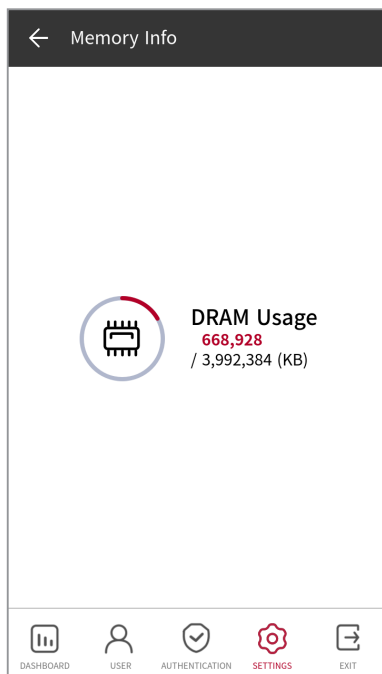 Memory Info
DRAM Usage
668,928
/ 3,992,384 (KB)
DASHBOARD
USER
AUTHENTICATION
SETTINGS
EXIT